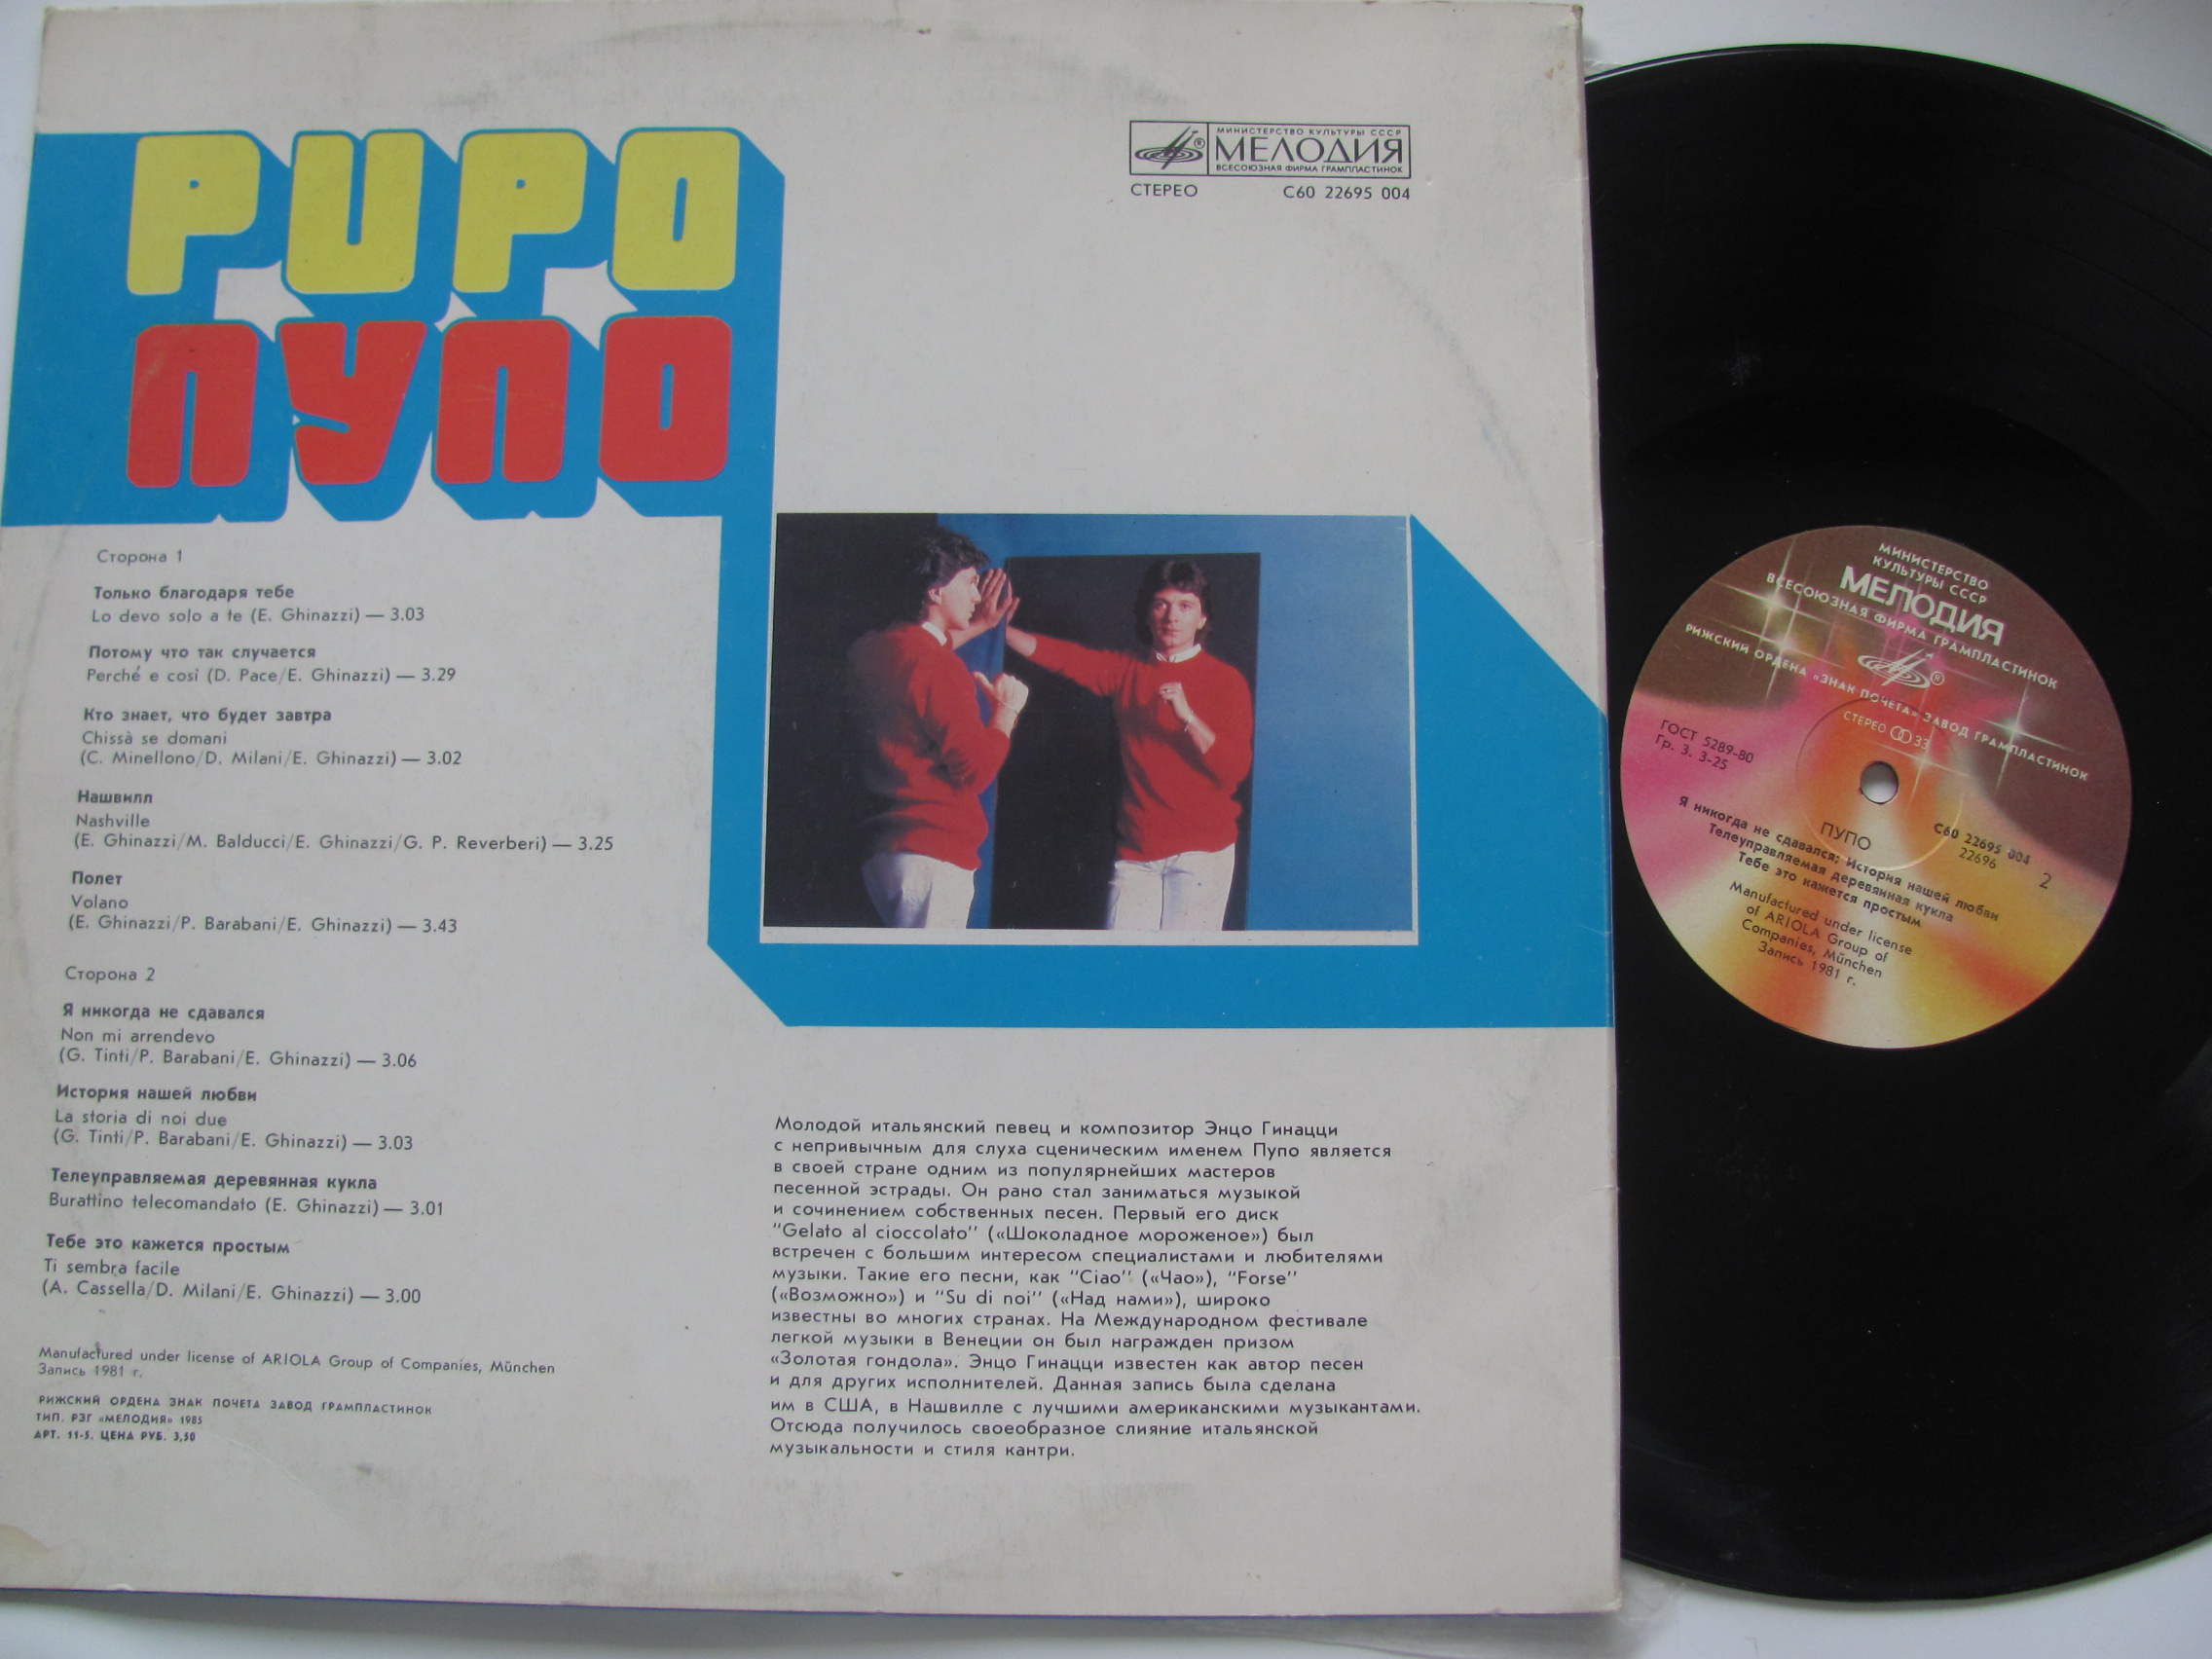 PUPO
ПУПО
МИНИСТЕРСТВО КУЛЬТУРЫ СССР
МЕЛОДИЯ
ВСЕСОЮЗНАЯ ФИРМА ГРАМПЛАСТИНОК
СТЕРЕО С60 22695 004
Сторона 1
Только благодаря тебе
Lo devo solo a te (E. Ghinazzi) — 3.03
Потому что так случается
Perché e cosi (D. Pace/E. Ghinazzi) — 3.29
Кто знает, что будет завтра
Chissà se domani
(C. Minellono/D. Milani/E. Ghinazzi) — 3.02
Нашвилл
Nashville
(E. Ghinazzi/M. Balducci/E. Ghinazzi/G. P. Reverberi) — 3.25
Полет
Volano
(E. Ghinazzi/P. Barabani/E. Ghinazzi) — 3.43
Сторона 2
Я никогда не сдавался
Non mi arrendevo
(G. Tinti/P. Barabani/E. Ghinazzi) — 3.06
История нашей любви
La storia di noi due
(G. Tinti/P. Barabani/E. Ghinazzi) — 3.03
Телеуправляемая деревянная кукла
Burattino telecomandato (E. Ghinazzi) — 3.01
Тебе это кажется простым
Ti sembra facile
(A. Cassella/D. Milani/E. Ghinazzi) — 3.00
Manufactured under license of ARIOLA Group of Companies, München
Запись 1981 г.
РИЖСКИЙ ОРДЕНА ЗНАК ПОЧЕТА ЗАВОД ГРАМПЛАСТИНОК
ТИП. РЗГ «МЕЛОДИЯ» 1985
АРТ. 11-5. ЦЕНА РУБ. 3,50
Молодой итальянский певец и композитор Энцо Гинацци
с непривычным для слуха сценическим именем Пупо является
в своей стране одним из популярнейших мастеров
песенной эстрады. Он рано стал заниматься музыкой
и сочинением собственных песен. Первый его диск
"Gelato al cioccolato" («Шоколадное мороженое») был
встречен с большим интересом специалистами и любителями
музыки. Такие его песни, как "Ciao" («Чао»), "Forse"
(«Возможно») и "Su di noi" («Над нами»), широко
известны во многих странах. На Международном фестивале
легкой музыки в Венеции он был награжден призом
«Золотая гондола». Энцо Гинацци известен как автор песен
и для других исполнителей. Данная запись была сделана
им в США, в Нашвилле с лучшими американскими музыкантами.
Отсюда получилось своеобразное слияние итальянской
музыкальности и стиля кантри.
МИНИСТЕРСТВО
КУЛЬТУРЫ СССР
МЕЛОДИЯ
ВСЕСОЮЗНАЯ ФИРМА ГРАМПЛАСТИНОК
РИЖСКИЙ ОРДЕНА «ЗНАК ПОЧЕТА» ЗАВОД ГРАМПЛАСТИНОК
СТЕРЕО 33
ГОСТ 5289-80
Гр. 3. 3-25
ПУПО
С60 22695 004
22696
2
Я никогда не сдавался; История нашей любви
Телеуправляемая деревянная кукла
Тебе это кажется простым
Manufactured under license
of ARIOLA Group of
Companies, München
Запись 1981 г.